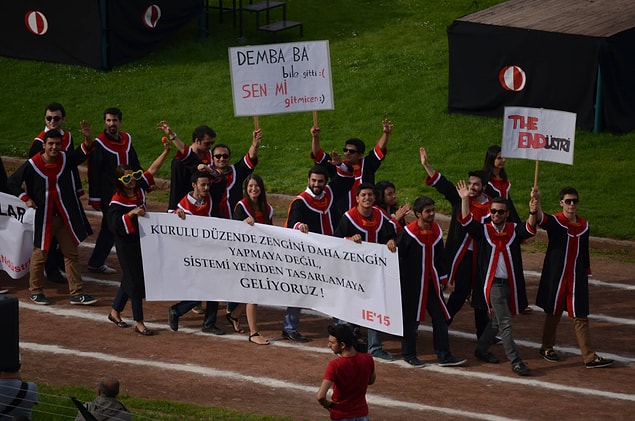 DEMBA BA
bile gitti :(
SEN Mİ
gitmicen :)
THE
ENDÜSTRİ
KURULU DÜZENDE ZENGİNİ DAHA ZENGİN
YAPMAYA DEĞİL,
SİSTEMİ YENİDEN TASARLAMAYA
GELİYORUZ !
IE'15